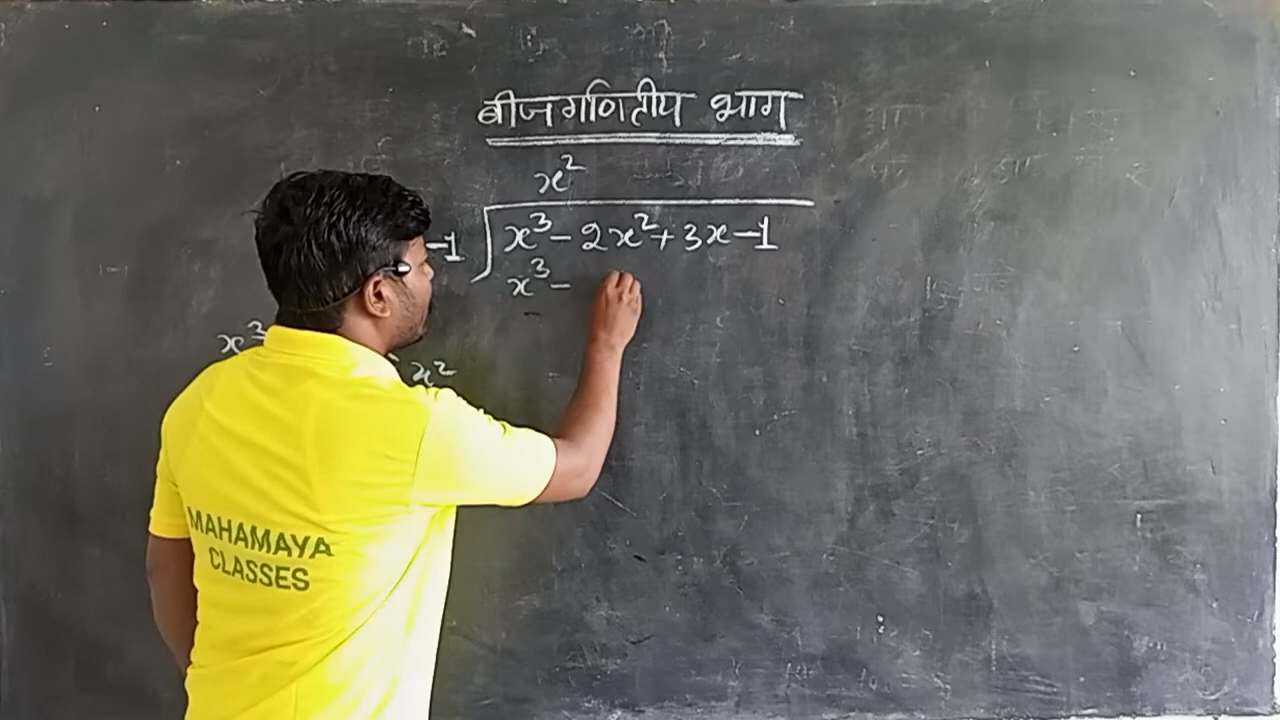 बीजगणितीय भाग
x²
-1 ) x³ - 2x² + 3x - 1
x³ -
x³
x²
MAHAMAYA
CLASSES